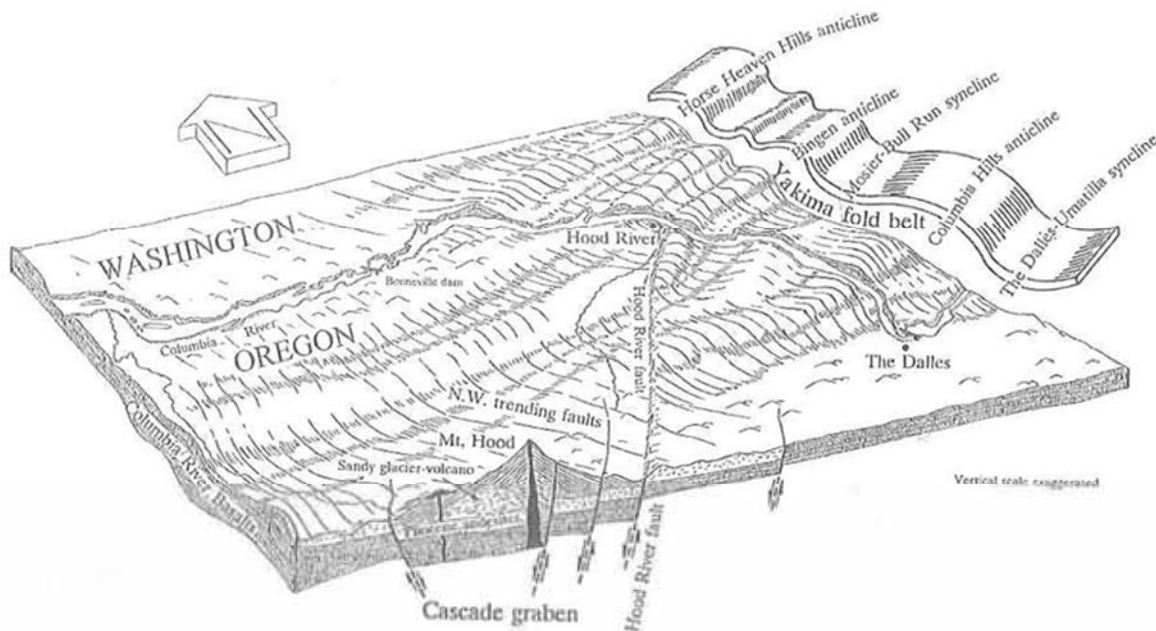 Horse Heaven Hills anticline
Bingen anticline
Mosier-Bull Run syncline
Columbia Hills anticline
The Dalles-Umatilla syncline
Yakima fold belt
N
WASHINGTON
Hood River
Bonneville dam
Columbia River
OREGON
Hood River fault
The Dalles
N.W. trending faults
Mt. Hood
Sandy glacier-volcano
Columbia River Basalts
Vertical scale exaggerated
Hood River fault
Cascade graben